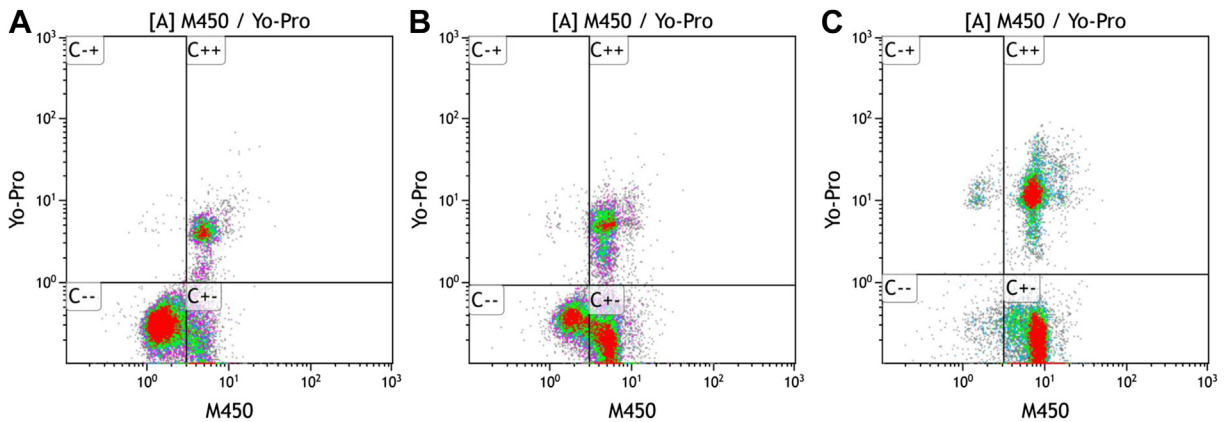 A
[A] M450 / Yo-Pro
C-+
C++
C--
C+-
10³
10²
10¹
10⁰
Yo-Pro
10⁰
10¹
10²
10³
M450
B
[A] M450 / Yo-Pro
C-+
C++
C--
C+-
10³
10²
10¹
10⁰
Yo-Pro
10⁰
10¹
10²
10³
M450
C
[A] M450 / Yo-Pro
C-+
C++
C--
C+-
10³
10²
10¹
10⁰
Yo-Pro
10⁰
10¹
10²
10³
M450